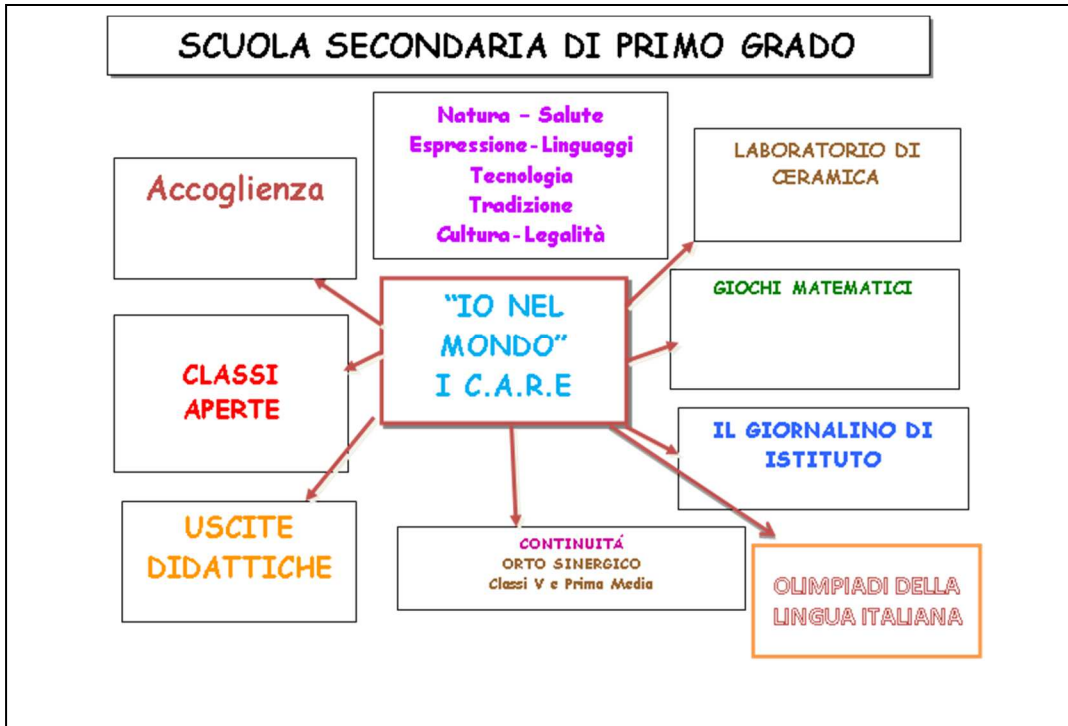 SCUOLA SECONDARIA DI PRIMO GRADO
Natura – Salute
Espressione-Linguaggi
Tecnologia
Tradizione
Cultura-Legalità
Accoglienza
LABORATORIO DI
CERAMICA
"IO NEL
MONDO"
I C.A.R.E
GIOCHI MATEMATICI
CLASSI
APERTE
IL GIORNALINO DI
ISTITUTO
USCITE
DIDATTICHE
CONTINUITÁ
ORTO SINERGICO
Classi V e Prima Media
OLIMPIADI DELLA
LINGUA ITALIANA